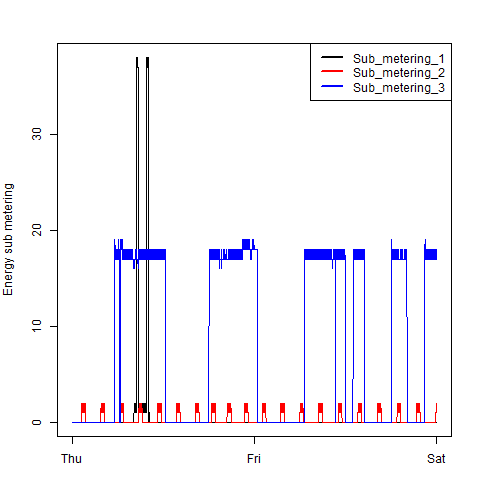 Sub_metering_1
Sub_metering_2
Sub_metering_3
Energy sub metering
30
20
10
0
Thu
Fri
Sat